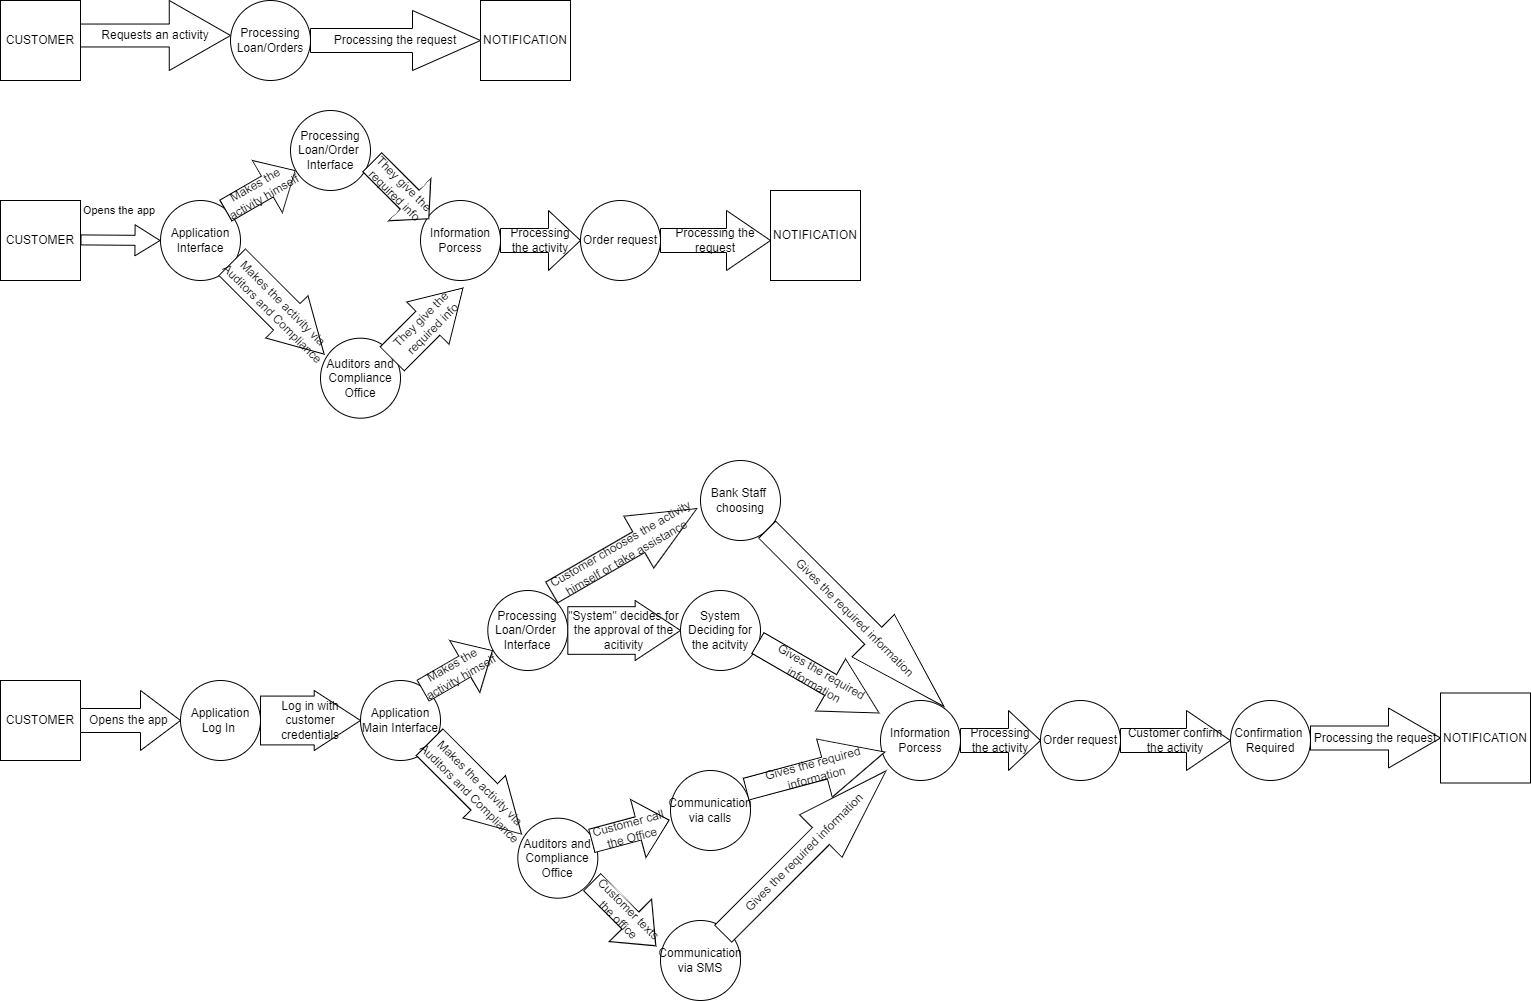 CUSTOMER
Requests an activity
Processing
Loan/Orders
Processing the request
NOTIFICATION
CUSTOMER
Opens the app
Application
Interface
Makes the
activity himself
Processing
Loan/Order
Interface
They give the
required info
Makes the activity via
Auditors and Compliance
Auditors and
Compliance
Office
They give the
required info
Information
Porcess
Processing
the activity
Order request
Processing the
request
NOTIFICATION
CUSTOMER
Opens the app
Application
Log In
Log in with
customer
credentials
Application
Main Interface
Makes the
activity himself
Processing
Loan/Order
Interface
Customer chooses the activity
himself or take assistance
Bank Staff
choosing
Gives the required information
"System" decides for
the approval of the
acitivity
System
Deciding for
the acitvity
Gives the required
information
Makes the activity via
Auditors and Compliance
Auditors and
Compliance
Office
Customer call
the Office
Communication
via calls
Gives the required
information
Customer texts
the office
Communication
via SMS
Gives the required information
Information
Porcess
Processing
the activity
Order request
Customer confirm
the activity
Confirmation
Required
Processing the request
NOTIFICATION